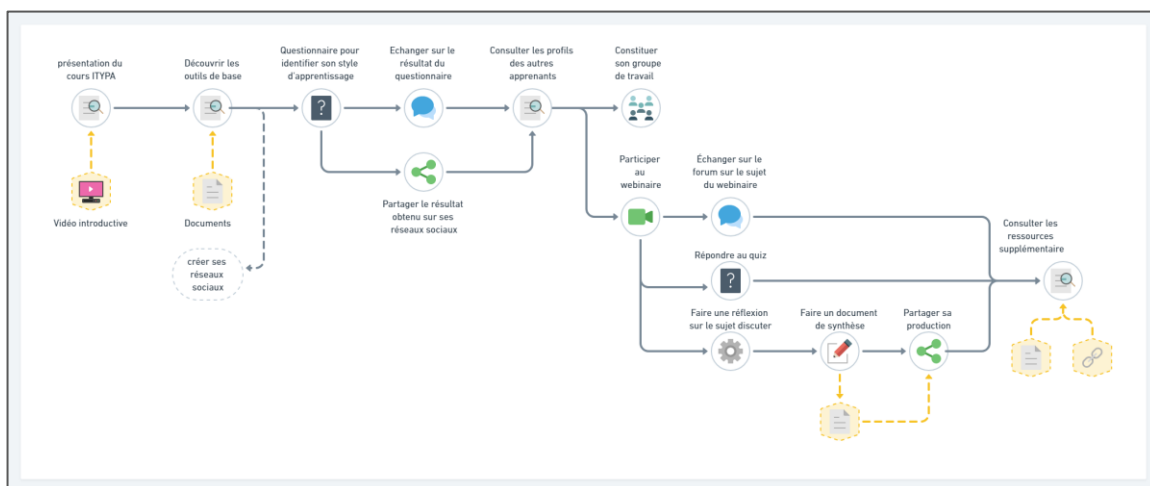 présentation du
cours ITYPA
Découvrir les
outils de base
Questionnaire pour
identifier son style
d'apprentissage
Echanger sur le
résultat du
questionnaire
Consulter les profils
des autres
apprenants
Constituer
son groupe
de travail
?
Vidéo introductive
Documents
Partager le résultat
obtenu sur ses
réseaux sociaux
Participer
au
webinaire
Échanger sur le
forum sur le sujet
du webinaire
Consulter les
ressources
supplémentaire
créer ses
réseaux
sociaux
Répondre au quiz
?
Faire une réflexion
sur le sujet discuter
Faire un document
de synthèse
Partager sa
production